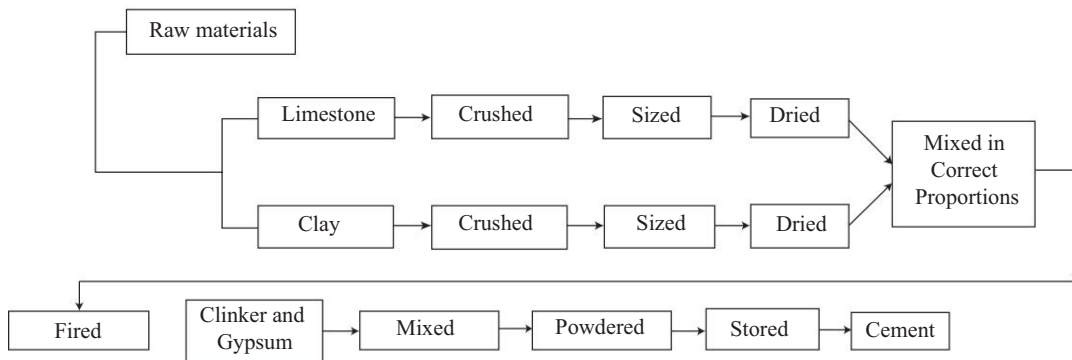 Raw materials
Limestone
Crushed
Sized
Dried
Mixed in
Correct
Proportions
Clay
Crushed
Sized
Dried
Fired
Clinker and
Gypsum
Mixed
Powdered
Stored
Cement